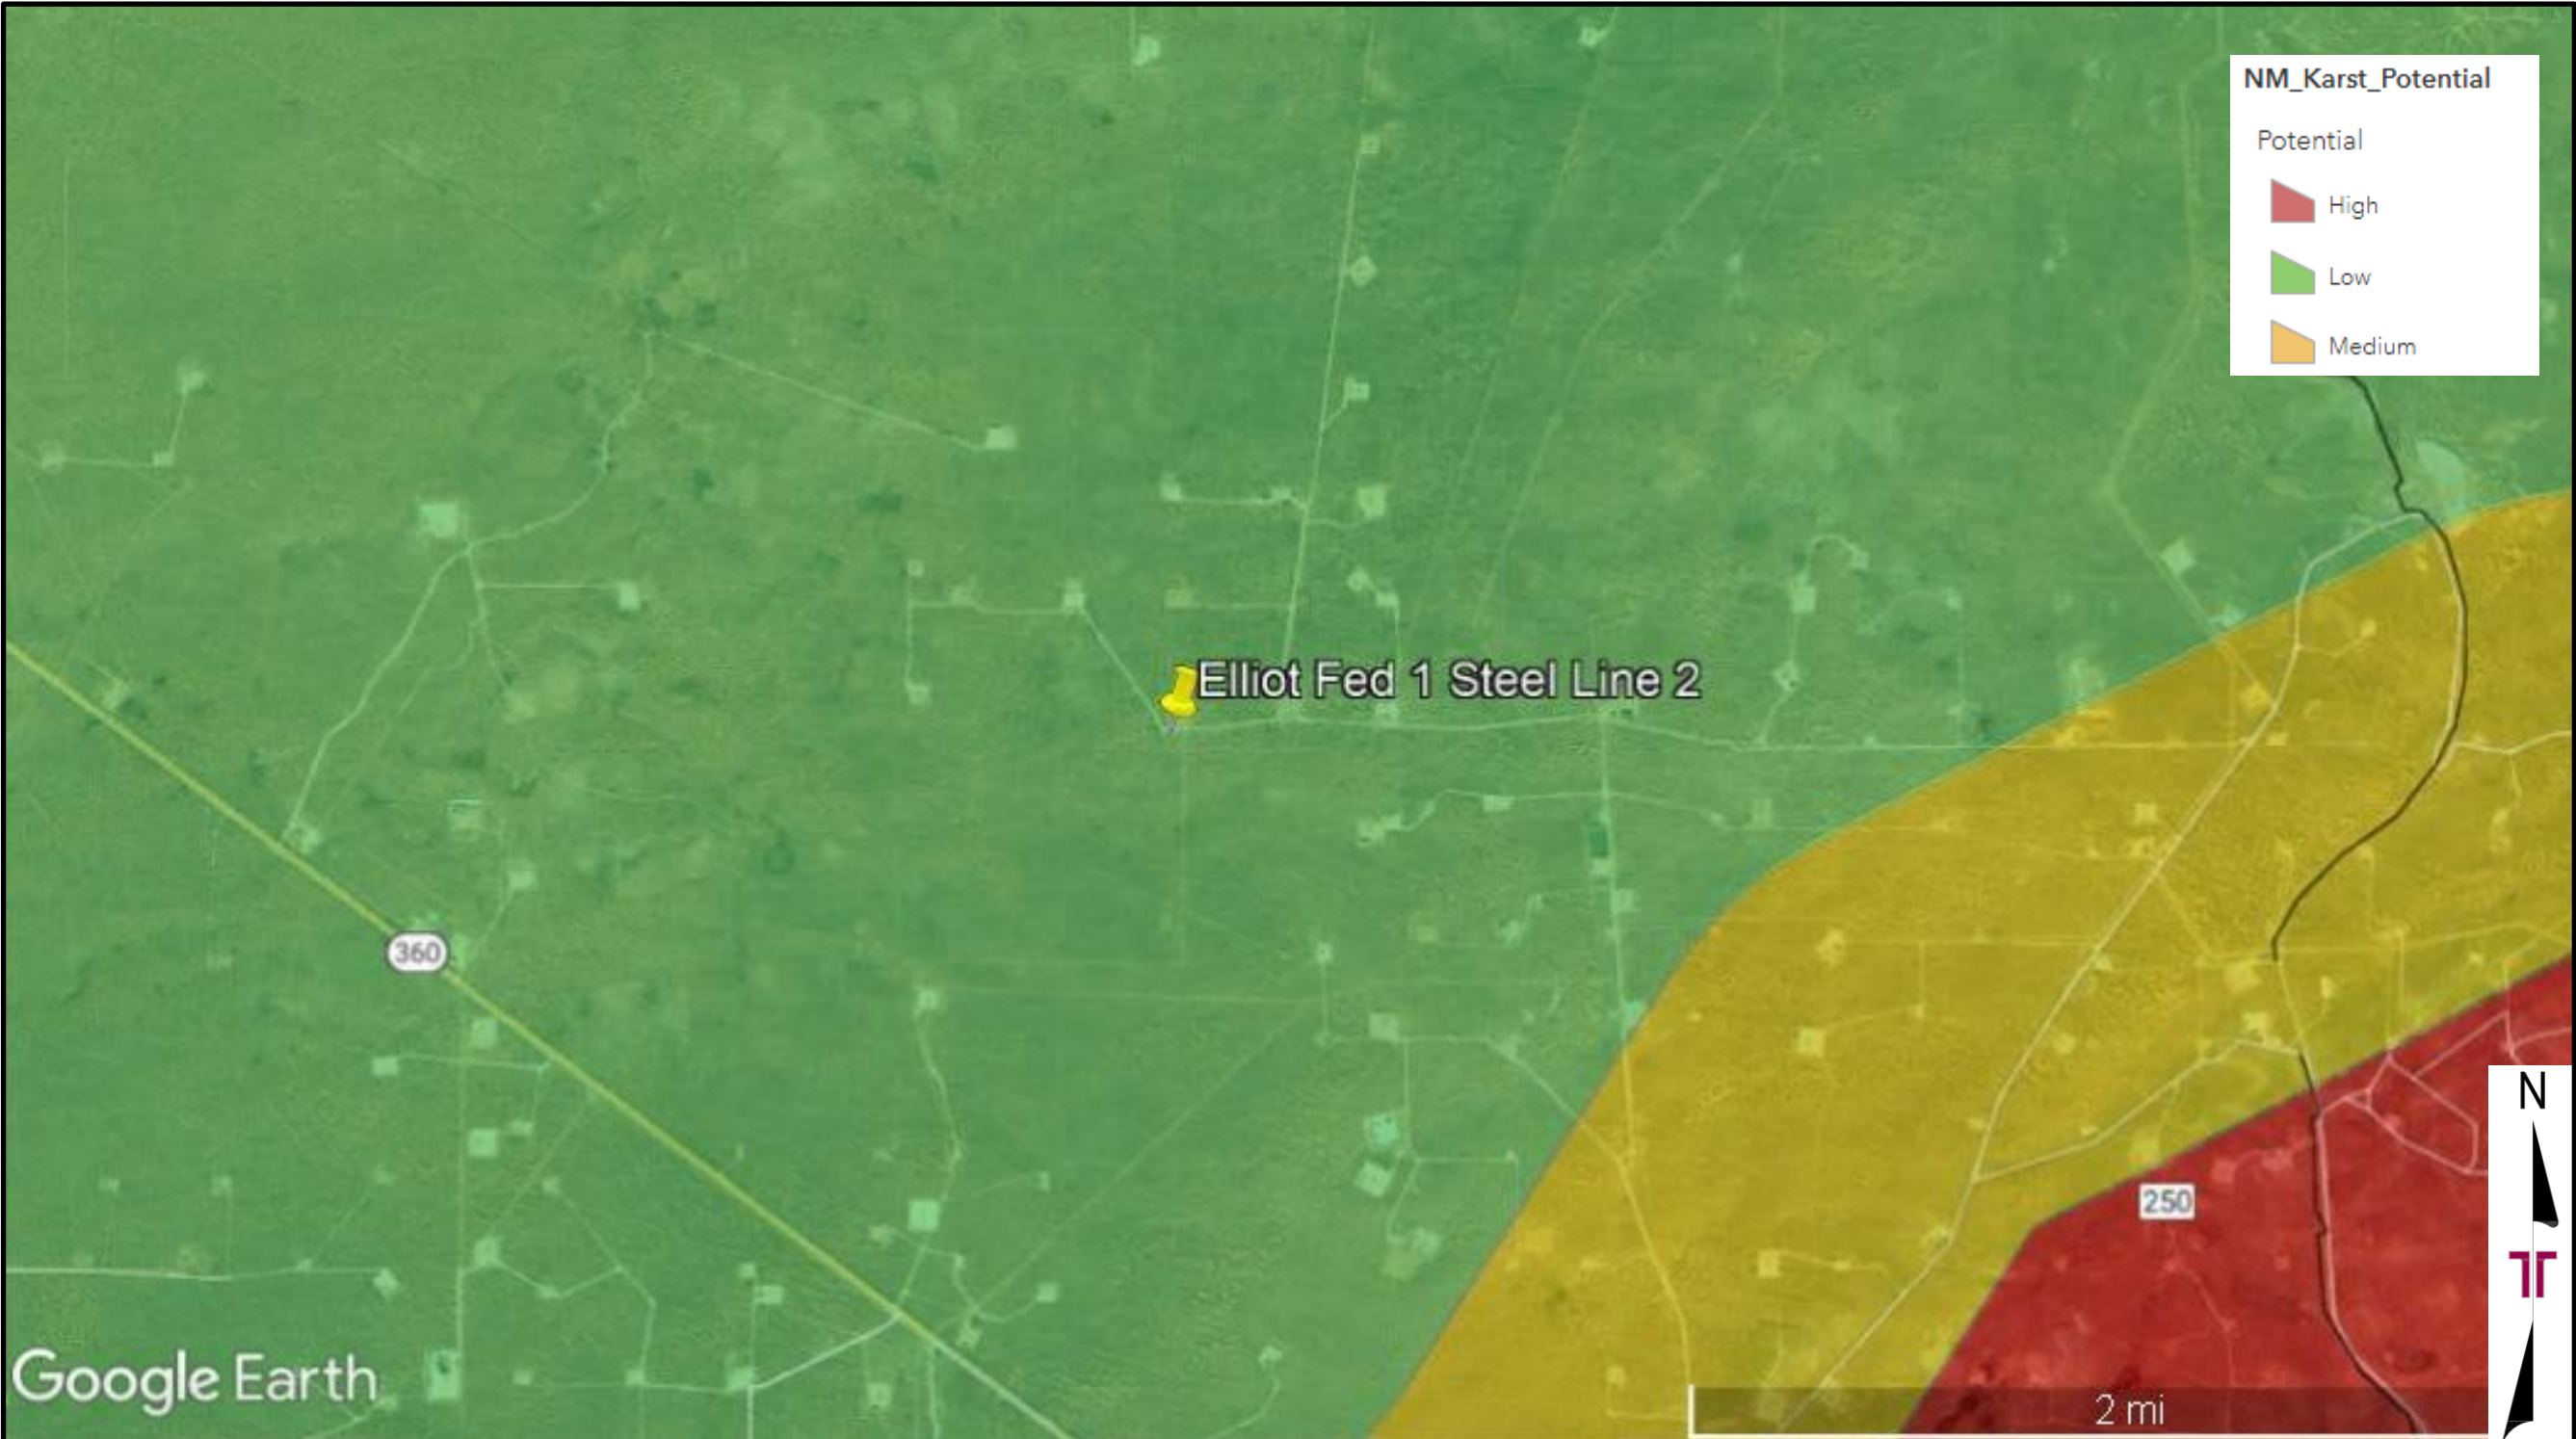 NM_Karst_Potential
Potential
High
Low
Medium
Elliot Fed 1 Steel Line 2
360
N
250
Google Earth
2 mi